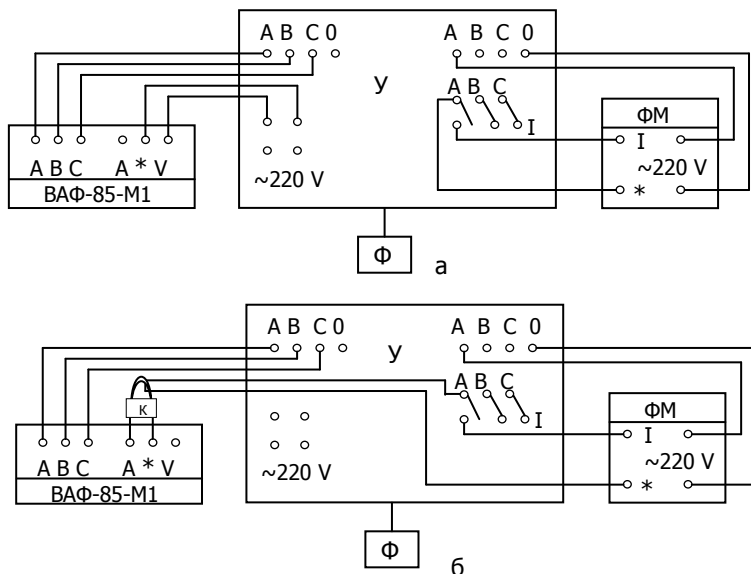 А В С 0
А В С 0
У
А В С
I
ФМ
I
~220 V
*
А В С А * V
ВАФ-85-М1
~220 V
Ф
а
А В С 0
А В С 0
У
А В С
I
к
ФМ
I
~220 V
*
А В С А * V
ВАФ-85-М1
~220 V
Ф
б